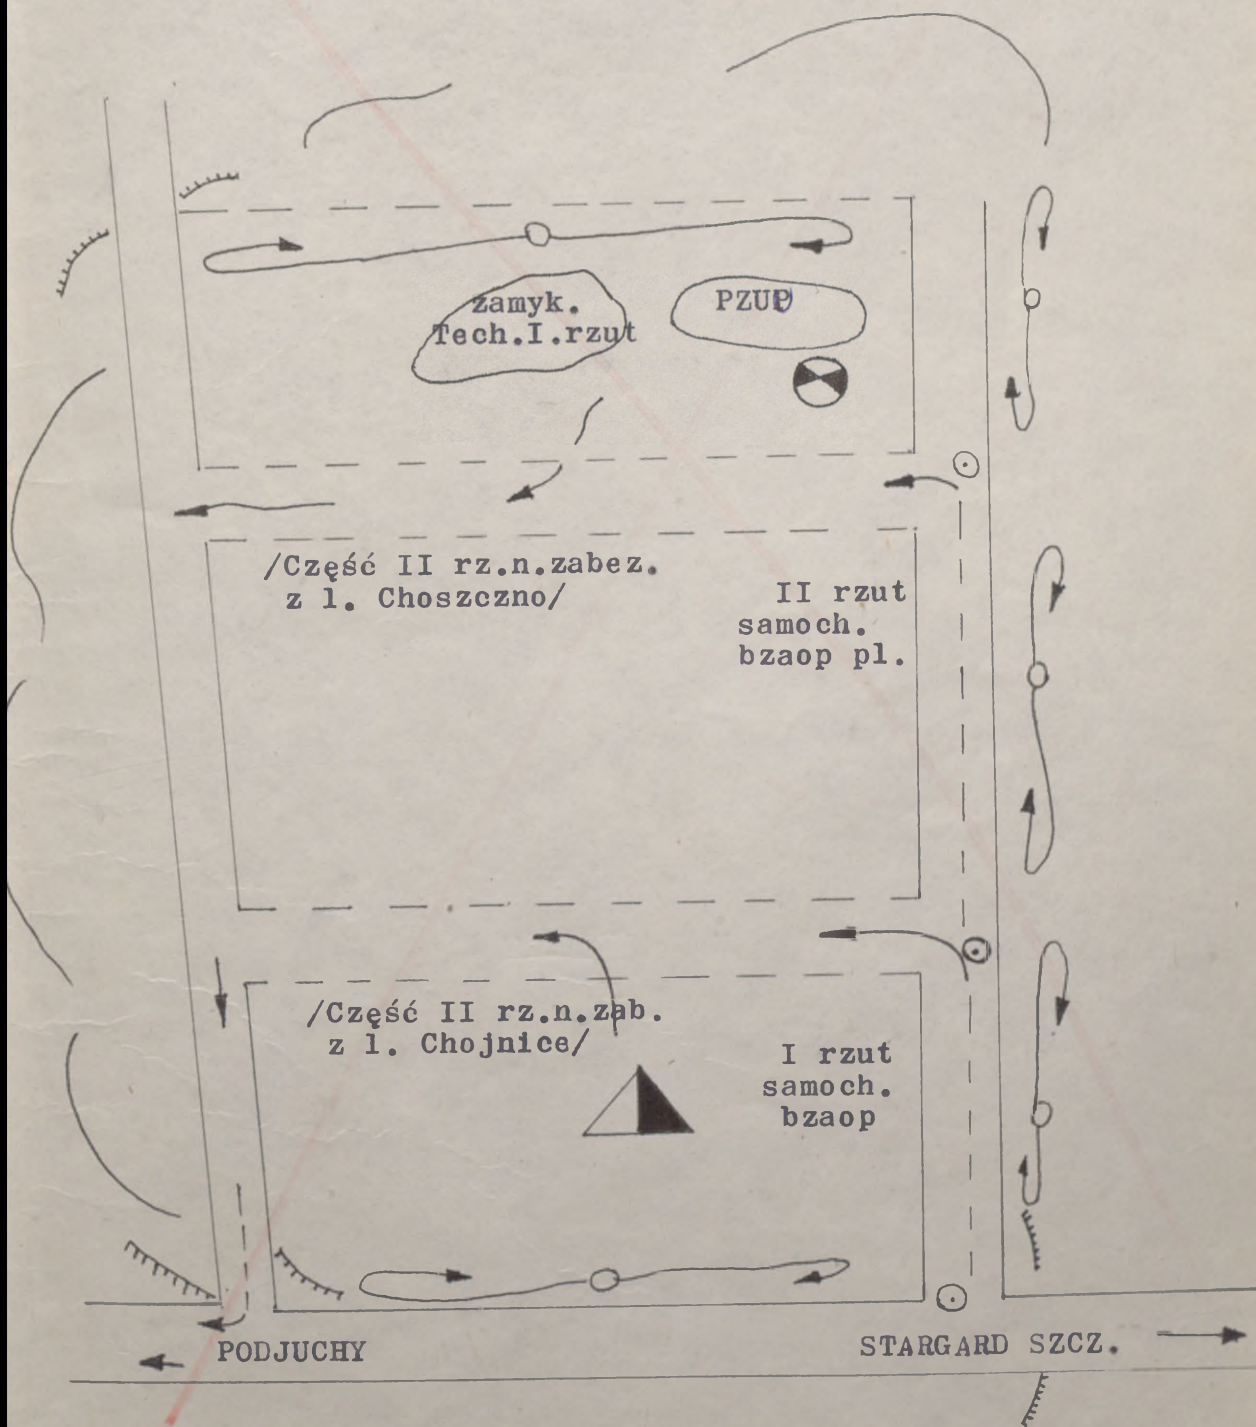 zamyk.
Tech.I.rzut
PZUP
/Część II rz.n.zabez.
z l. Choszczno/
II rzut
samoch.
bzaop pl.
/Część II rz.n.zab.
z l. Chojnice/
I rzut
samoch.
bzaop
PODJUCHY
STARGARD SZCZ.